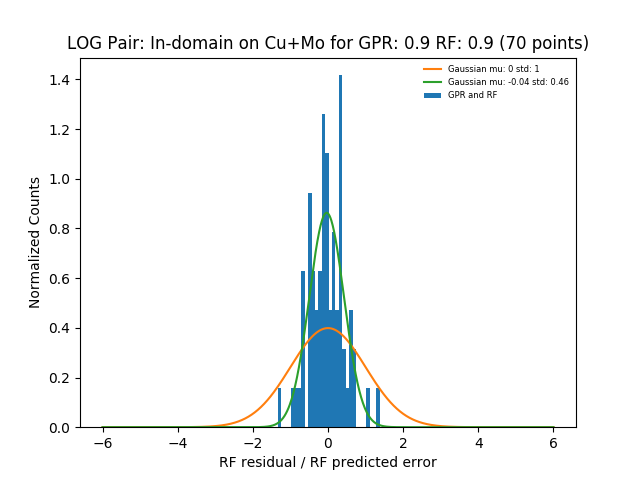 LOG Pair: In-domain on Cu+Mo for GPR: 0.9 RF: 0.9 (70 points)
Gaussian mu: 0 std: 1
Gaussian mu: -0.04 std: 0.46
GPR and RF
1.4
1.2
1.0
0.8
0.6
0.4
0.2
0.0
Normalized Counts
−6 −4 −2 0 2 4 6
RF residual / RF predicted error